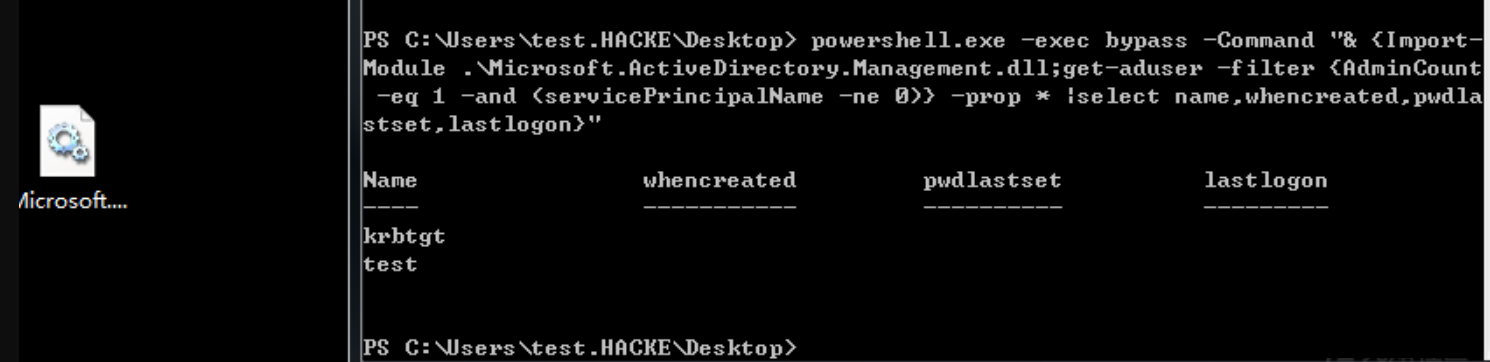 PS C:\Users\test.HACKE\Desktop> powershell.exe -exec bypass -Command "& {Import-
Module .\Microsoft.ActiveDirectory.Management.dll;get-aduser -filter {AdminCount
 -eq 1 -and (servicePrincipalName -ne 0)} -prop * |select name,whencreated,pwdla
stset,lastlogon}"
Microsoft....
Name whencreated pwdlastset lastlogon
---- ----------- ---------- ---------
krbtgt
test
PS C:\Users\test.HACKE\Desktop>